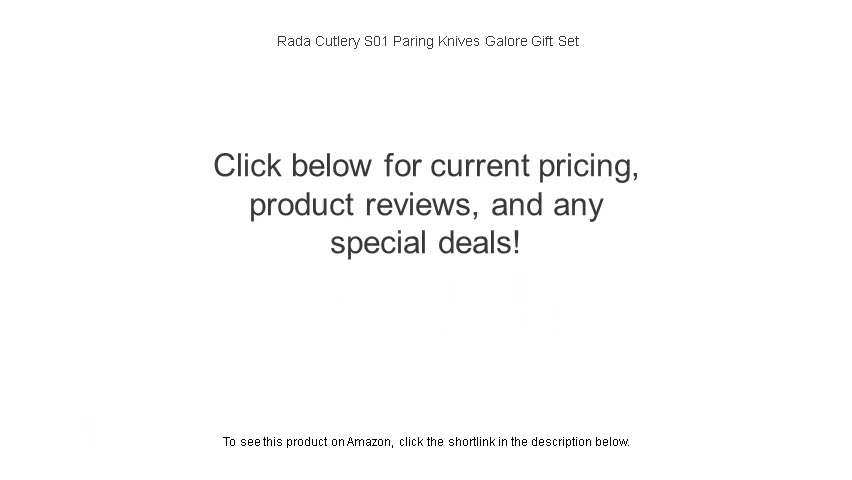 Rada Cutlery S01 Paring Knives Galore Gift Set
Click below for current pricing,
product reviews, and any
special deals!
To see this product on Amazon, click the shortlink in the description below.